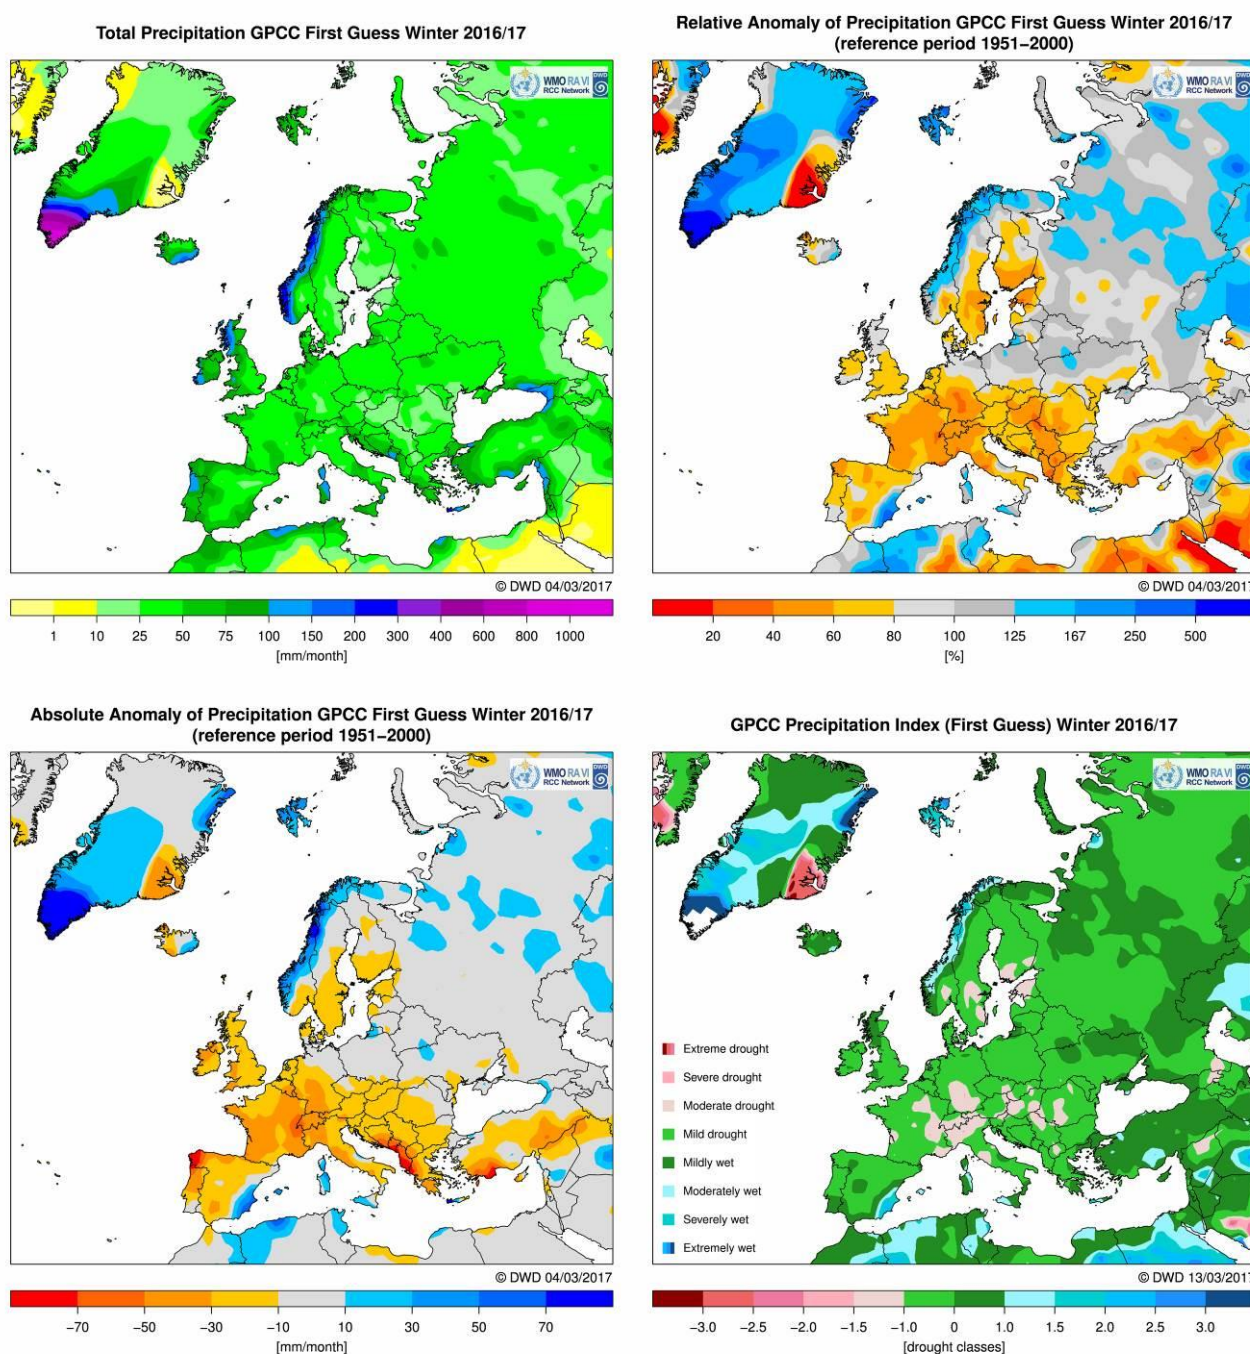 Total Precipitation GPCC First Guess Winter 2016/17
WMO RA VI
RCC Network
DWD
© DWD 04/03/2017
1 10 25 50 75 100 150 200 300 400 600 800 1000
[mm/month]
Relative Anomaly of Precipitation GPCC First Guess Winter 2016/17
(reference period 1951−2000)
WMO RA VI
RCC Network
DWD
© DWD 04/03/2017
20 40 60 80 100 125 167 250 500
[%]
Absolute Anomaly of Precipitation GPCC First Guess Winter 2016/17
(reference period 1951−2000)
WMO RA VI
RCC Network
DWD
© DWD 04/03/2017
−70 −50 −30 −10 10 30 50 70
[mm/month]
GPCC Precipitation Index (First Guess) Winter 2016/17
WMO RA VI
RCC Network
DWD
Extreme drought
Severe drought
Moderate drought
Mild drought
Mildly wet
Moderately wet
Severely wet
Extremely wet
© DWD 13/03/2017
−3.0 −2.5 −2.0 −1.5 −1.0 0 1.0 1.5 2.0 2.5 3.0
[drought classes]